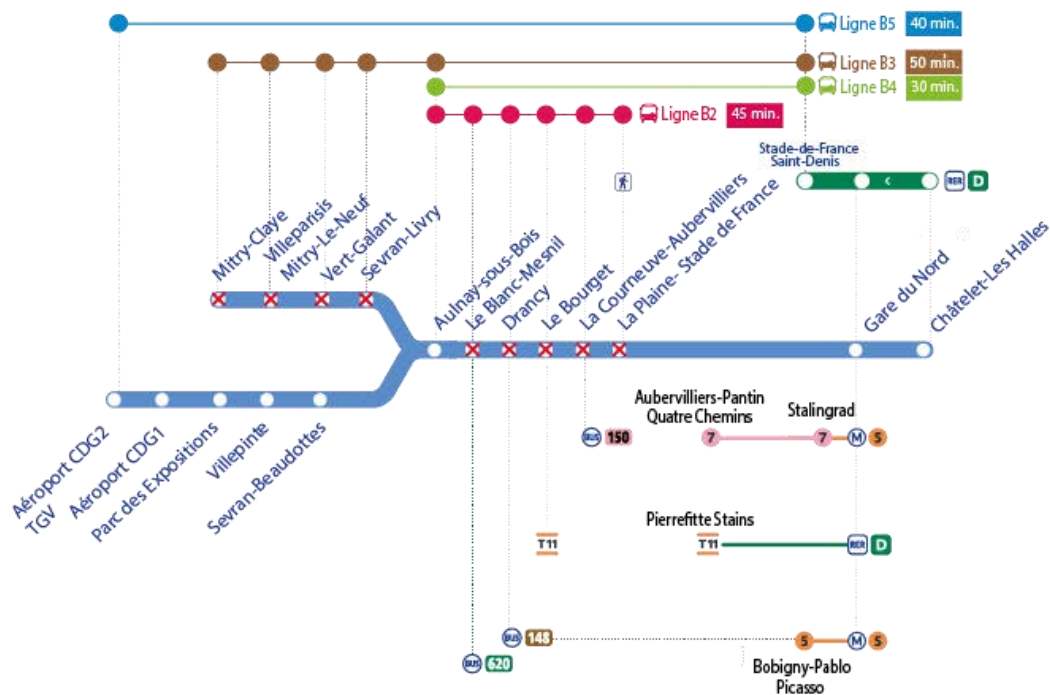 Ligne B5 40 min.
Ligne B3 50 min.
Ligne B4 30 min.
Ligne B2 45 min.
Stade-de-France
Saint-Denis
RER D
Mitry-Claye
Villeparisis
Mitry-Le-Neuf
Vert-Galant
Sevran-Livry
Aulnay-sous-Bois
Le Blanc-Mesnil
Drancy
Le Bourget
La Courneuve-Aubervilliers
La Plaine- Stade de France
Gare du Nord
Châtelet-Les Halles
Aéroport CDG2
TGV
Aéroport CDG1
Parc des Expositions
Villepinte
Sevran-Beaudottes
Aubervilliers-Pantin
Quatre Chemins
Stalingrad
BUS 150
7
7 M 5
Pierrefitte Stains
T11
T11
RER D
BUS 148
5 M 5
Bobigny-Pablo
Picasso
BUS 620